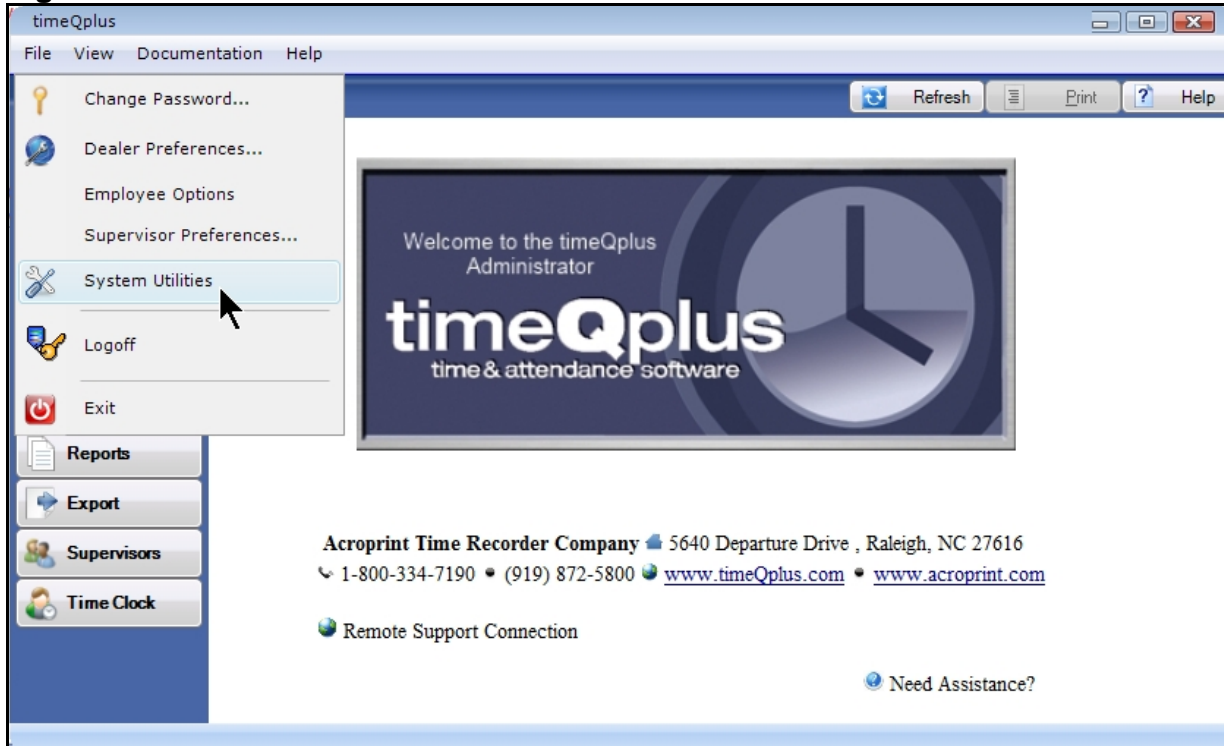 timeQplus
File View Documentation Help
Change Password...
Dealer Preferences...
Employee Options
Supervisor Preferences...
System Utilities
Logoff
Exit
Refresh Print Help
Reports
Export
Supervisors
Time Clock
Welcome to the timeQplus
Administrator
timeQplus
time & attendance software
Acroprint Time Recorder Company 5640 Departure Drive , Raleigh, NC 27616
1-800-334-7190 • (919) 872-5800 www.timeQplus.com • www.acroprint.com
Remote Support Connection
Need Assistance?